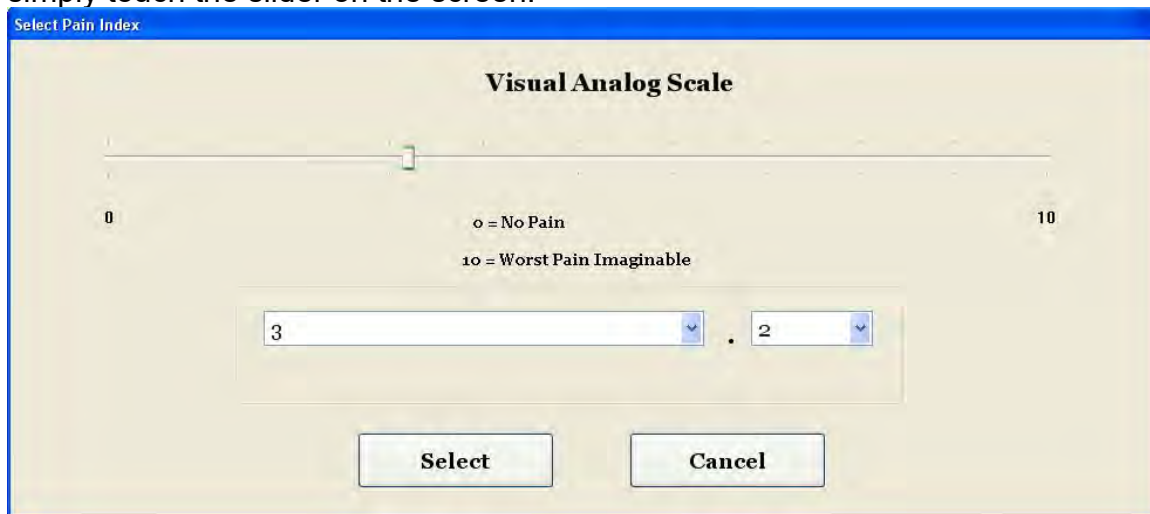 simply touch the slider on the screen.
Select Pain Index
Visual Analog Scale
0 10
0 = No Pain
10 = Worst Pain Imaginable
3 . 2
Select Cancel